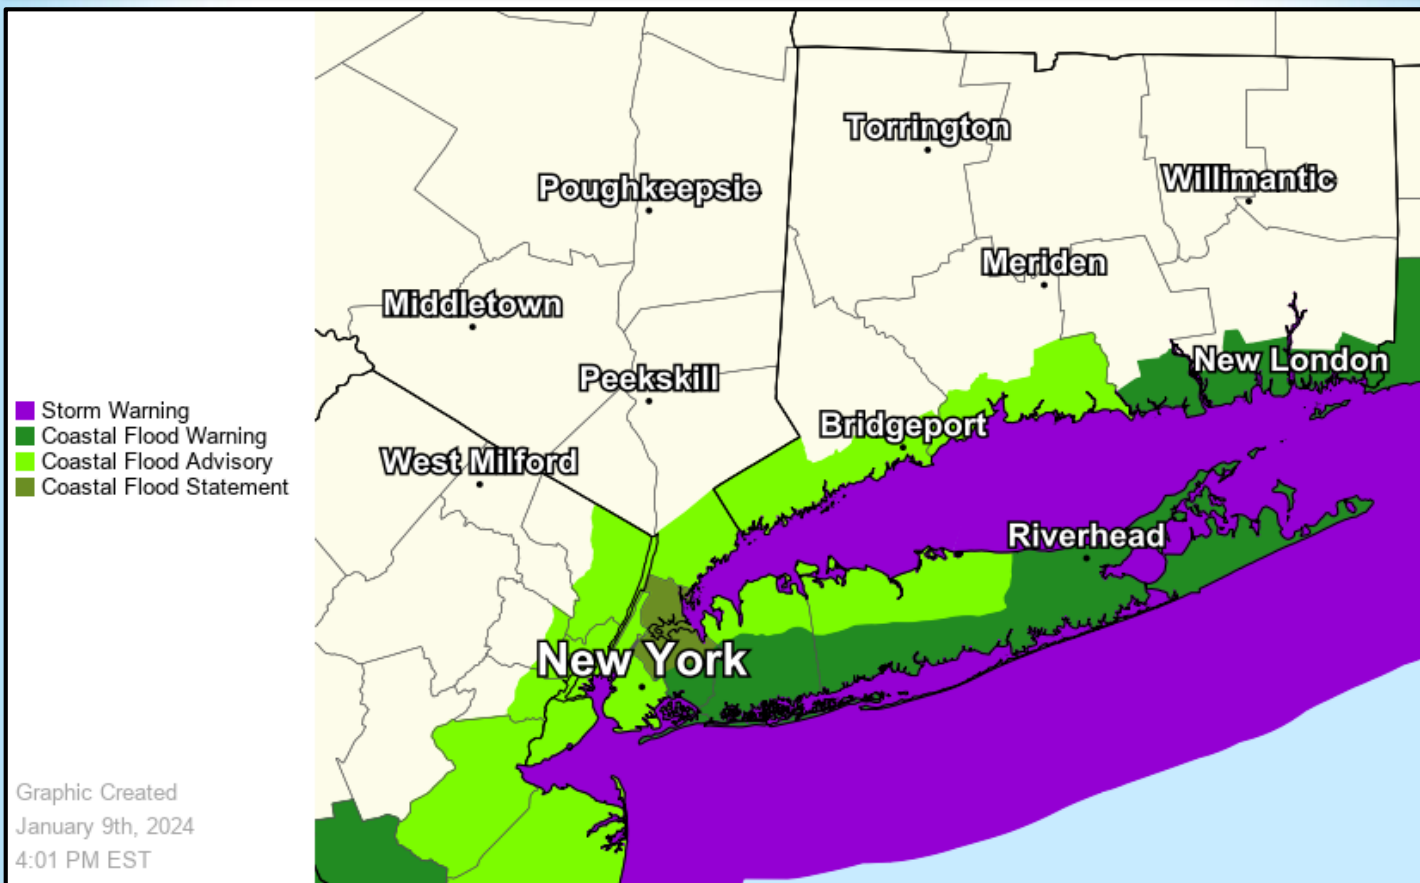 Torrington
Willimantic
Poughkeepsie
Meriden
Middletown
New London
Peekskill
Storm Warning
Coastal Flood Warning
Coastal Flood Advisory
Coastal Flood Statement
Bridgeport
West Milford
Riverhead
New York
Graphic Created
January 9th, 2024
4:01 PM EST